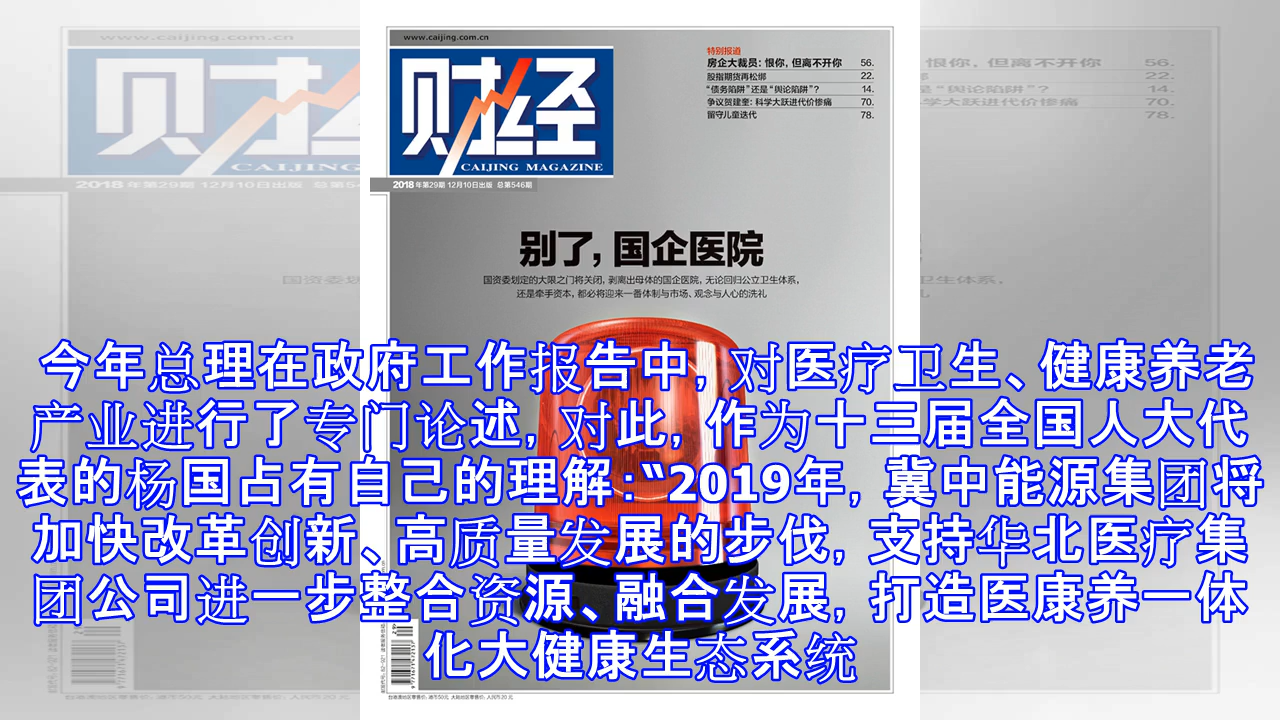 www.caijing.com.cn
财经
CAIJING MAGAZINE
2018年第29期 12月10日出版 总第546期
特别报道
房企大裁员：恨你，但离不开你 56.
股指期货再松绑 22.
“债务陷阱”还是“舆论陷阱”？ 14.
争议贺建奎：科学大跃进代价惨痛 70.
留守儿童迭代 78.
别了，国企医院
国资委划定的大限之门将关闭，剥离出母体的国企医院，无论回归公立卫生体系，
还是牵手资本，都必将迎来一番体制与市场、观念与人心的洗礼
今年总理在政府工作报告中，对医疗卫生、健康养老
产业进行了专门论述，对此，作为十三届全国人大代
表的杨国占有自己的理解：“2019年，冀中能源集团将
加快改革创新、高质量发展的步伐，支持华北医疗集
团公司进一步整合资源、融合发展，打造医康养一体
化大健康生态系统